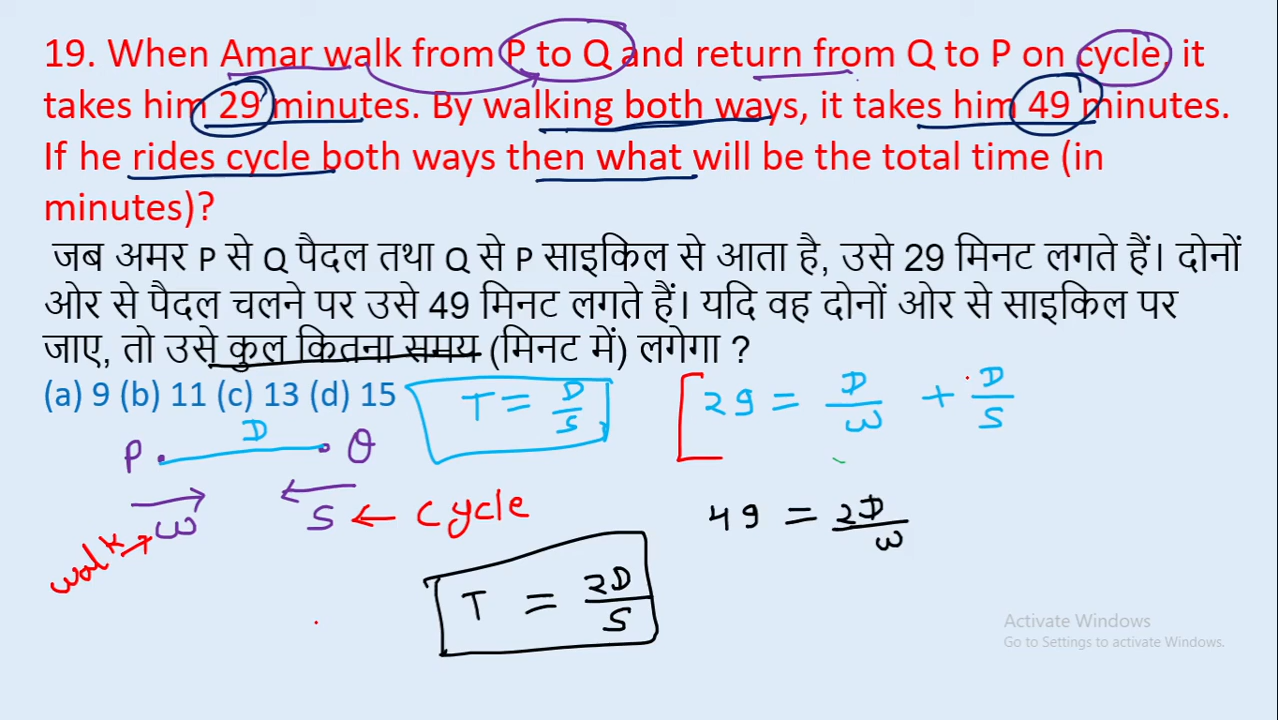 19. When Amar walk from P to Q and return from Q to P on cycle, it
takes him 29 minutes. By walking both ways, it takes him 49 minutes.
If he rides cycle both ways then what will be the total time (in
minutes)?
जब अमर P से Q पैदल तथा Q से P साइकिल से आता है, उसे 29 मिनट लगते हैं। दोनों
ओर से पैदल चलने पर उसे 49 मिनट लगते हैं। यदि वह दोनों ओर से साइकिल पर
जाए, तो उसे कुल कितना समय (मिनट में) लगेगा ?
(a) 9 (b) 11 (c) 13 (d) 15
T = D/S
29 = D/w + D/S
P D Q
w S ← cycle
walk →
49 = 2D/w
T = 2D/S
Activate Windows
Go to Settings to activate Windows.